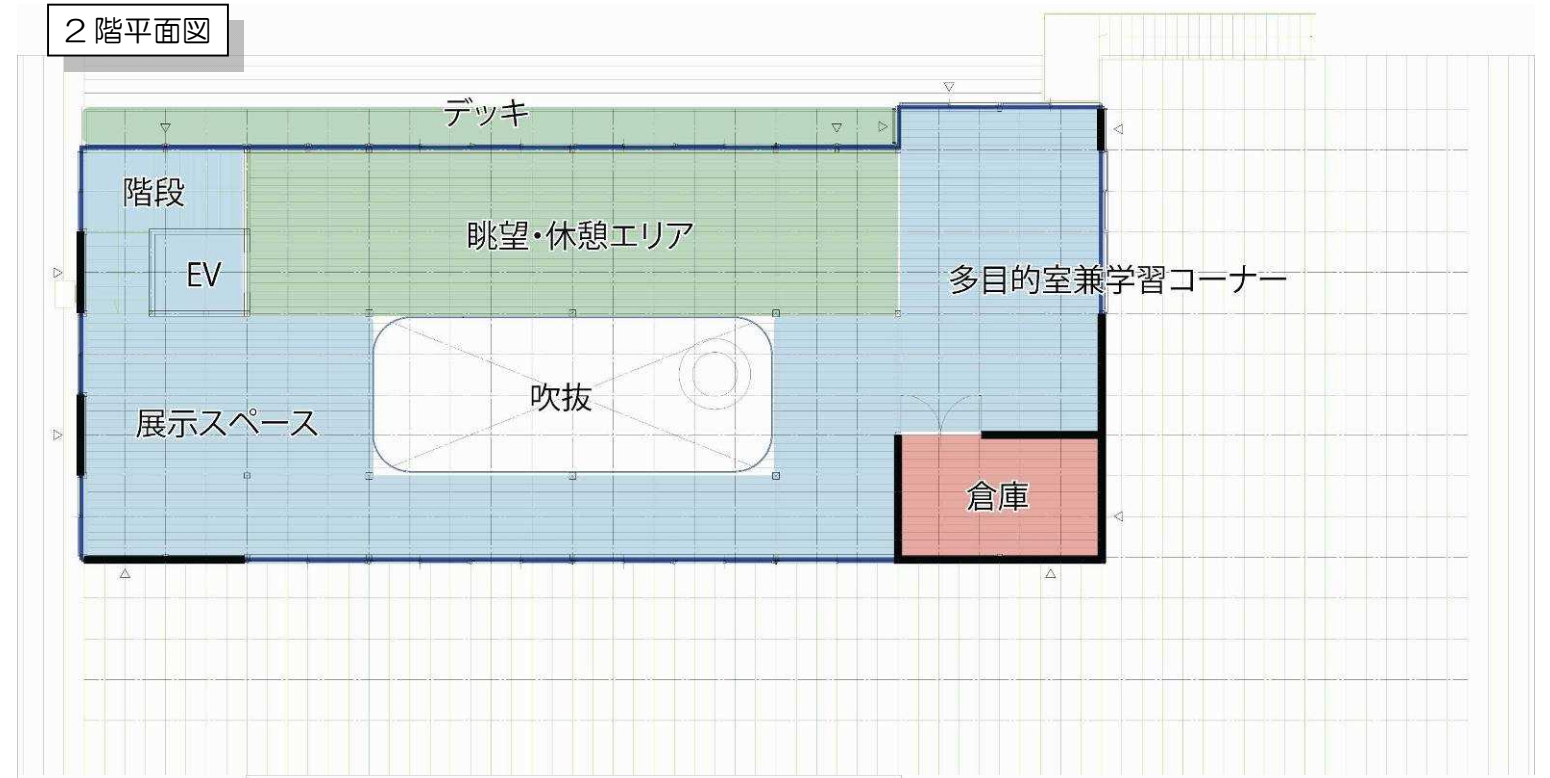 ２階平面図
デッキ
階段
眺望・休憩エリア
EV
多目的室兼学習コーナー
吹抜
展示スペース
倉庫